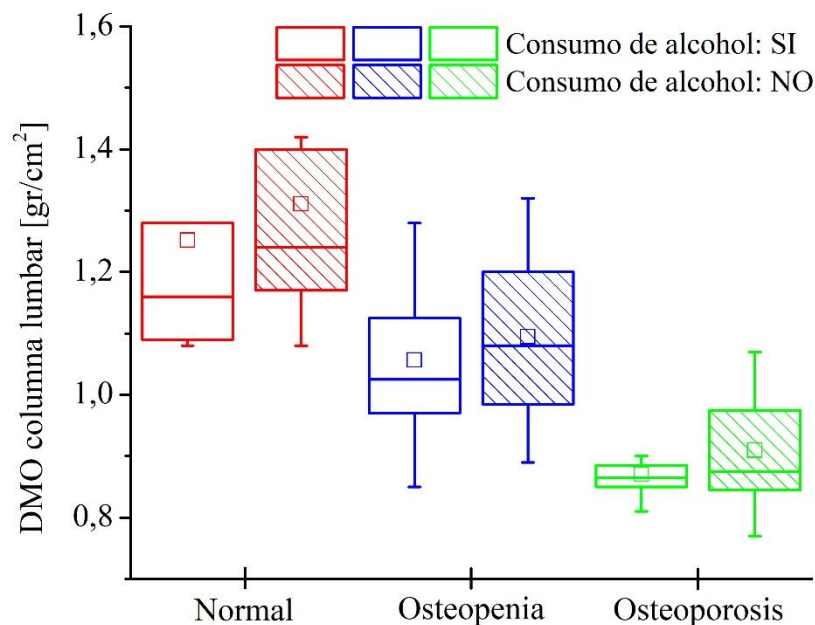 Consumo de alcohol: SI
Consumo de alcohol: NO
DMO columna lumbar [gr/cm²]
1,6
1,4
1,2
1,0
0,8
Normal
Osteopenia
Osteoporosis